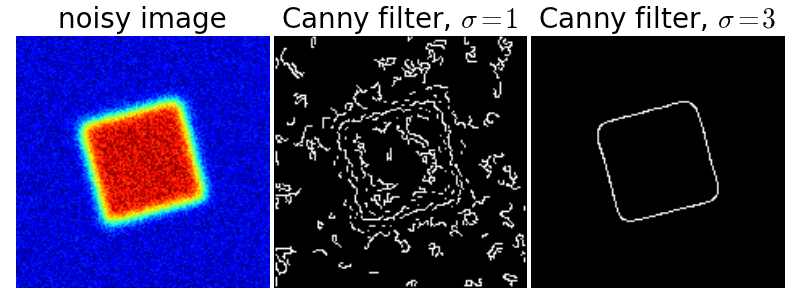 noisy image
Canny filter, σ=1
Canny filter, σ=3